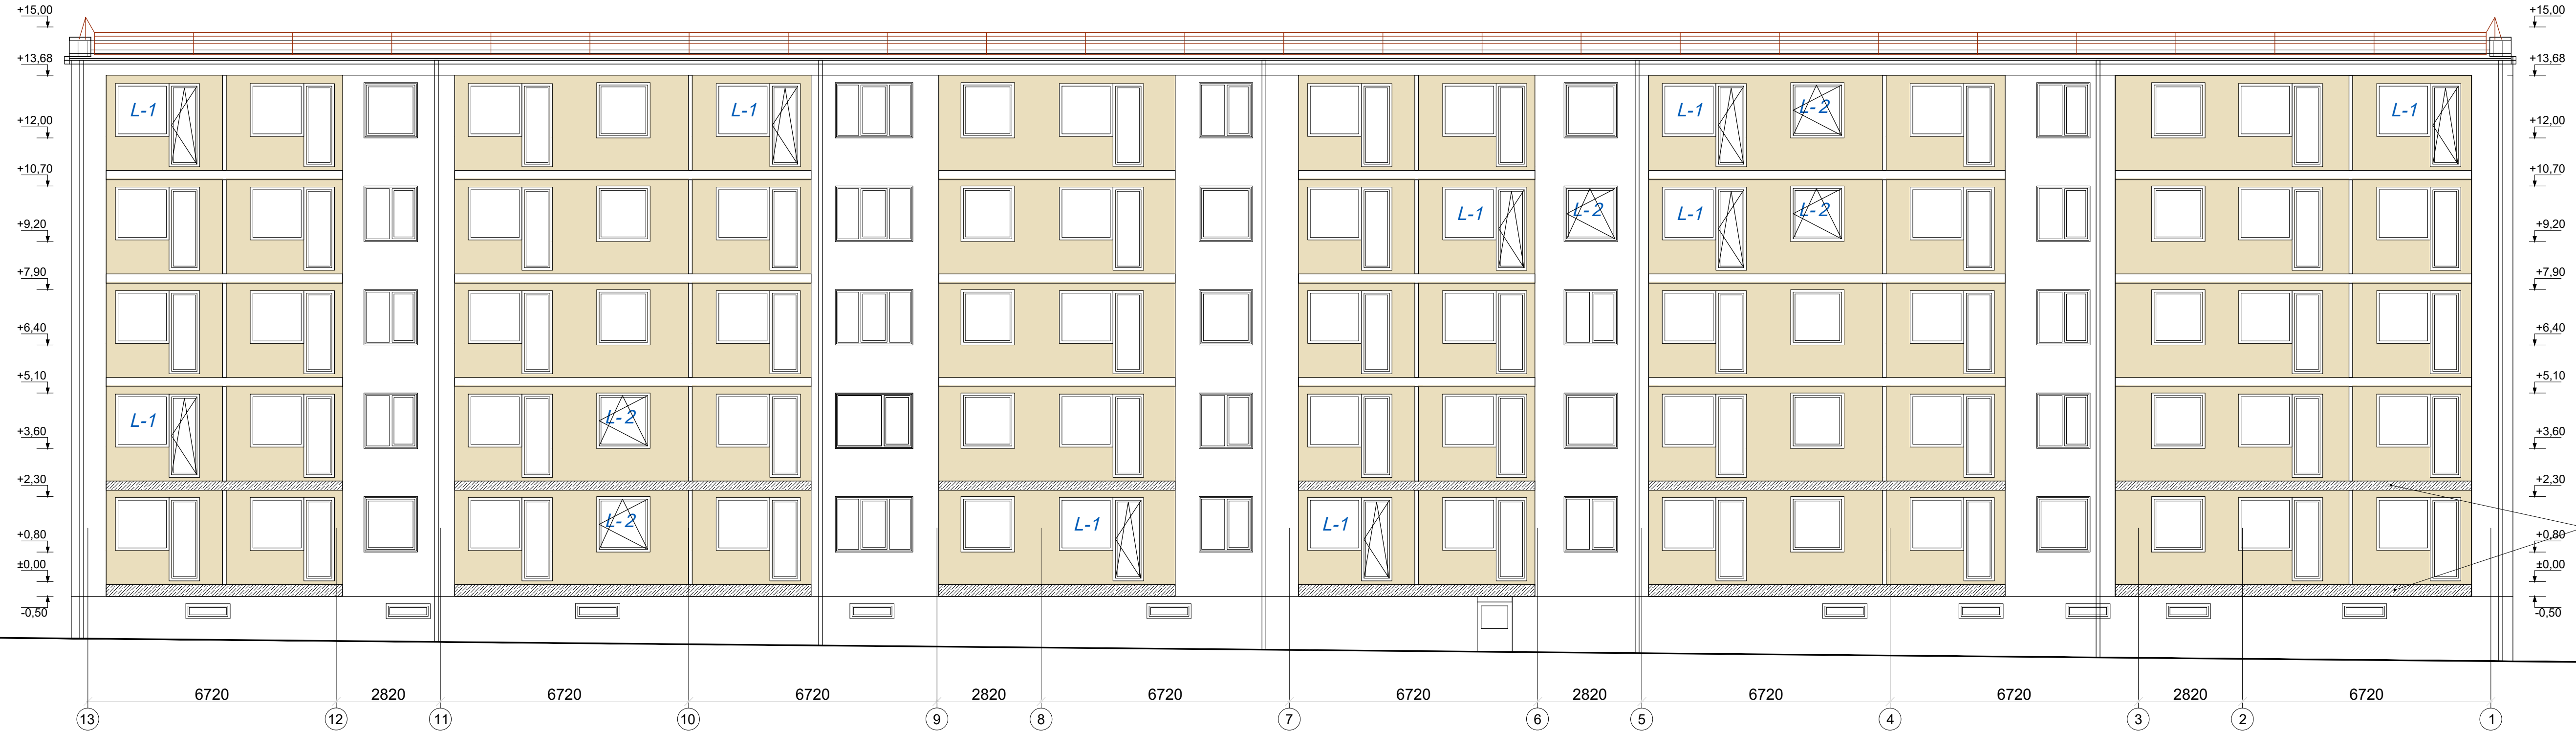 +15,00 +15,00
+13,68 +13,68
L-1 L-1 L-1 L-2 L-1
+12,00 +12,00
+10,70 +10,70
L-1 L-2 L-1 L-2
+9,20 +9,20
+7,90 +7,90
+6,40 +6,40
+5,10 +5,10
L-1 L-2
+3,60 +3,60
+2,30 +2,30
L-2 L-1 L-1
+0,80 +0,80
±0,00 ±0,00
-0,50 -0,50
6720 2820 6720 6720 2820 6720 6720 2820 6720 6720 2820 6720
13 12 11 10 9 8 7 6 5 4 3 2 1